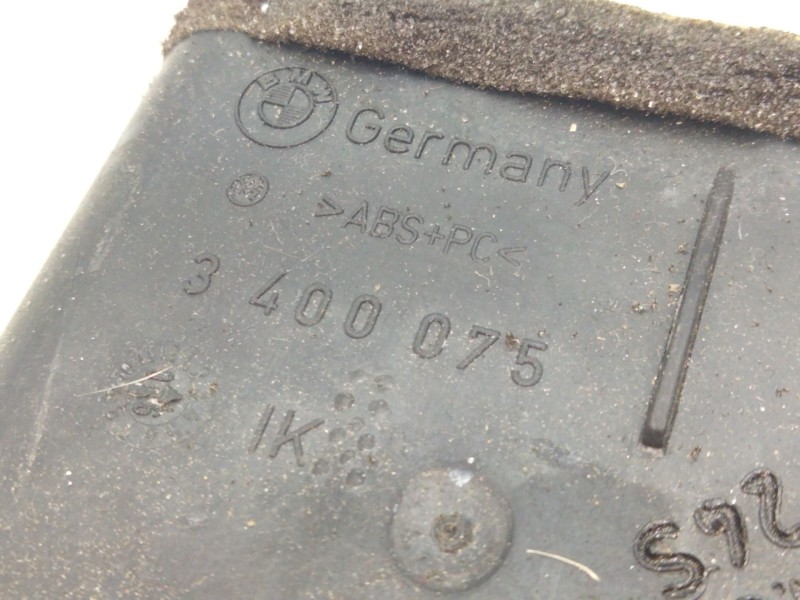 BMW Germany
>ABS+PC<
3 400 075
IK